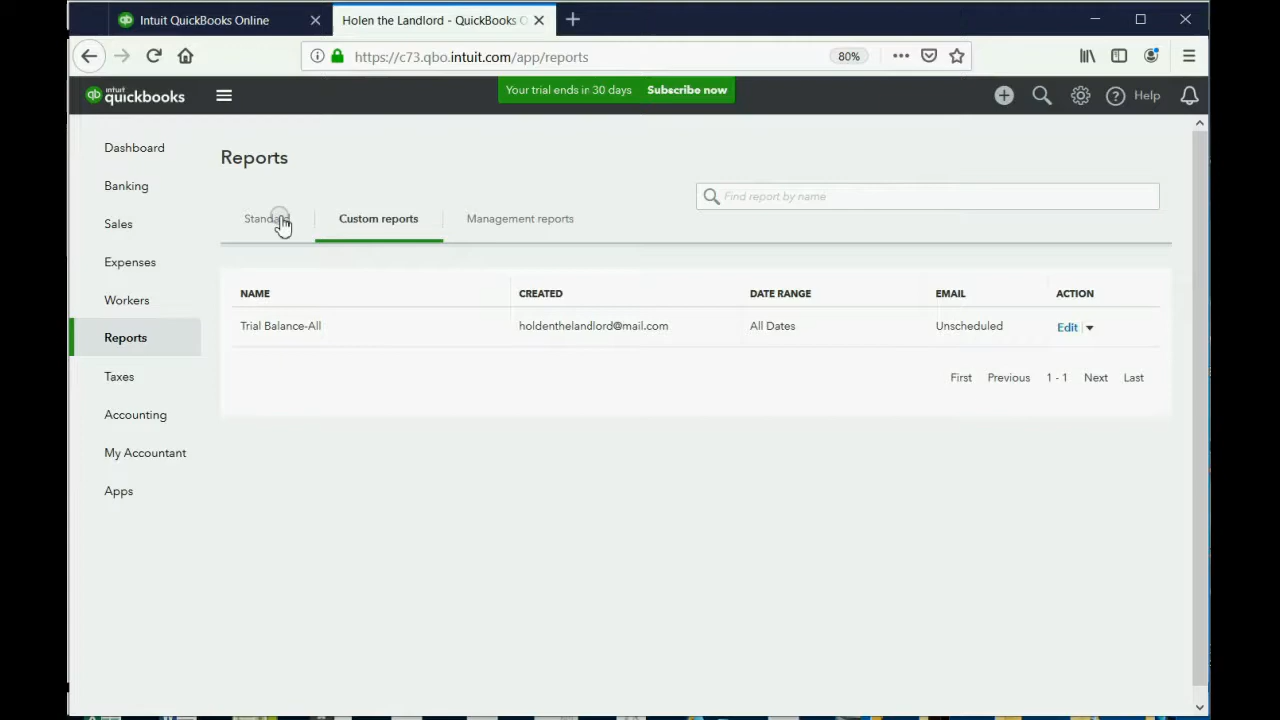 Intuit QuickBooks Online
Holen the Landlord - QuickBooks O
https://c73.qbo.intuit.com/app/reports
80%
intuit quickbooks
Your trial ends in 30 days Subscribe now
Help
Dashboard
Banking
Sales
Expenses
Workers
Reports
Taxes
Accounting
My Accountant
Apps
Reports
Find report by name
Custom reports
Management reports
NAME CREATED DATE RANGE EMAIL ACTION
Trial Balance-All holdenthelandlord@mail.com All Dates Unscheduled Edit
First Previous 1 - 1 Next Last